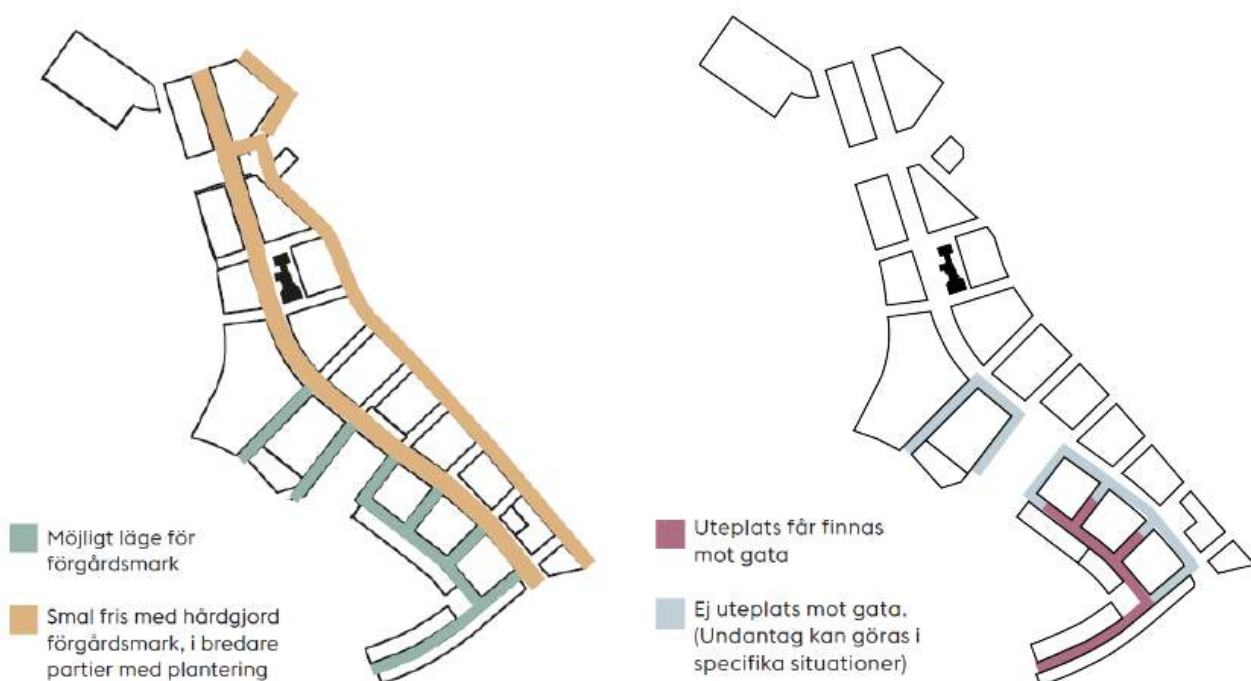 Möjligt läge för
förgårdsmark
Smal fris med hårdgjord
förgårdsmark, i bredare
partier med plantering
Uteplats får finnas
mot gata
Ej uteplats mot gata.
(Undantag kan göras i
specifika situationer)